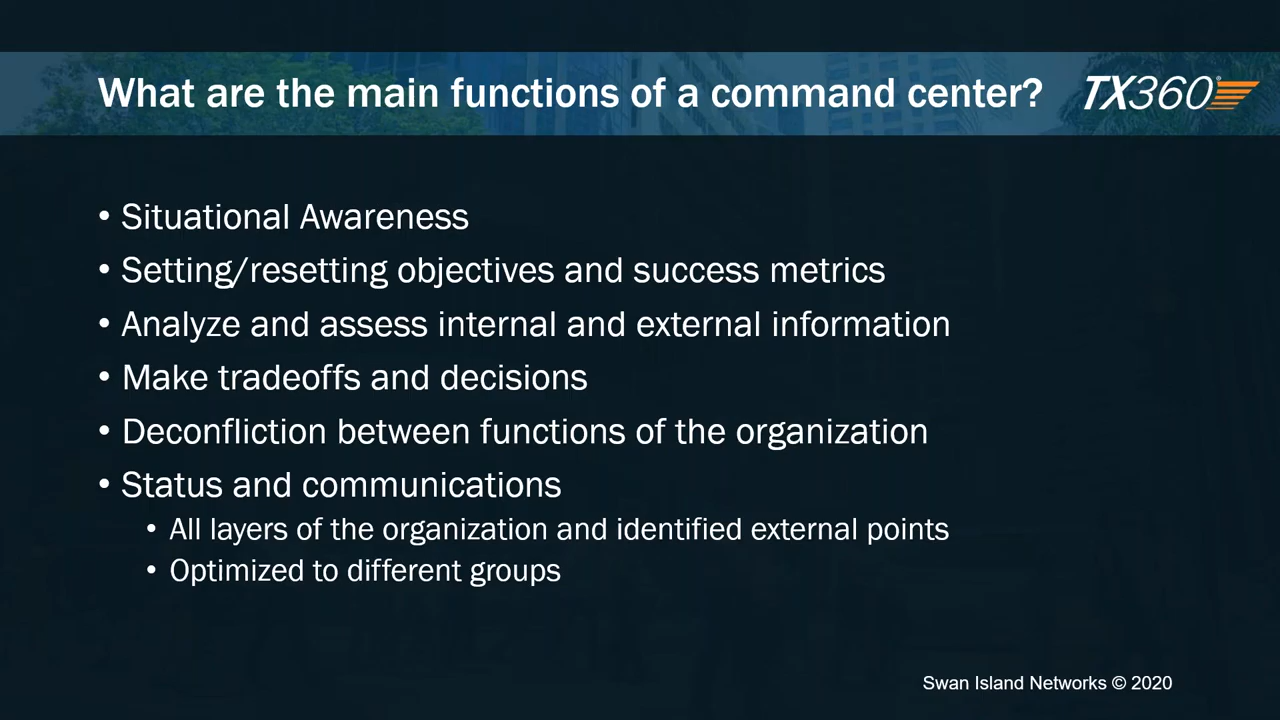 What are the main functions of a command center?
TX360®
• Situational Awareness
• Setting/resetting objectives and success metrics
• Analyze and assess internal and external information
• Make tradeoffs and decisions
• Deconfliction between functions of the organization
• Status and communications
• All layers of the organization and identified external points
• Optimized to different groups
Swan Island Networks © 2020